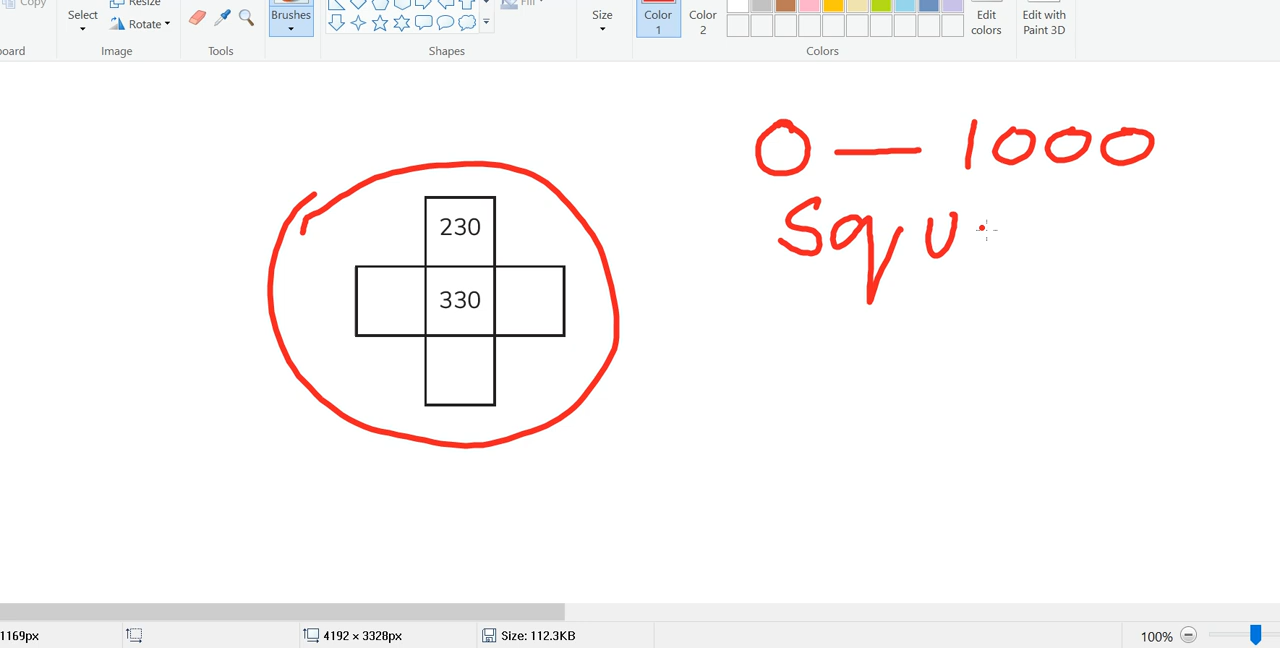 Copy
Resize
Select
Rotate
Brushes
Fill
Size
Color
1
Color
2
Edit
colors
Edit with
Paint 3D
oard
Image
Tools
Shapes
Colors
0 — 1000
Squ
230
330
1169px
4192 × 3328px
Size: 112.3KB
100%